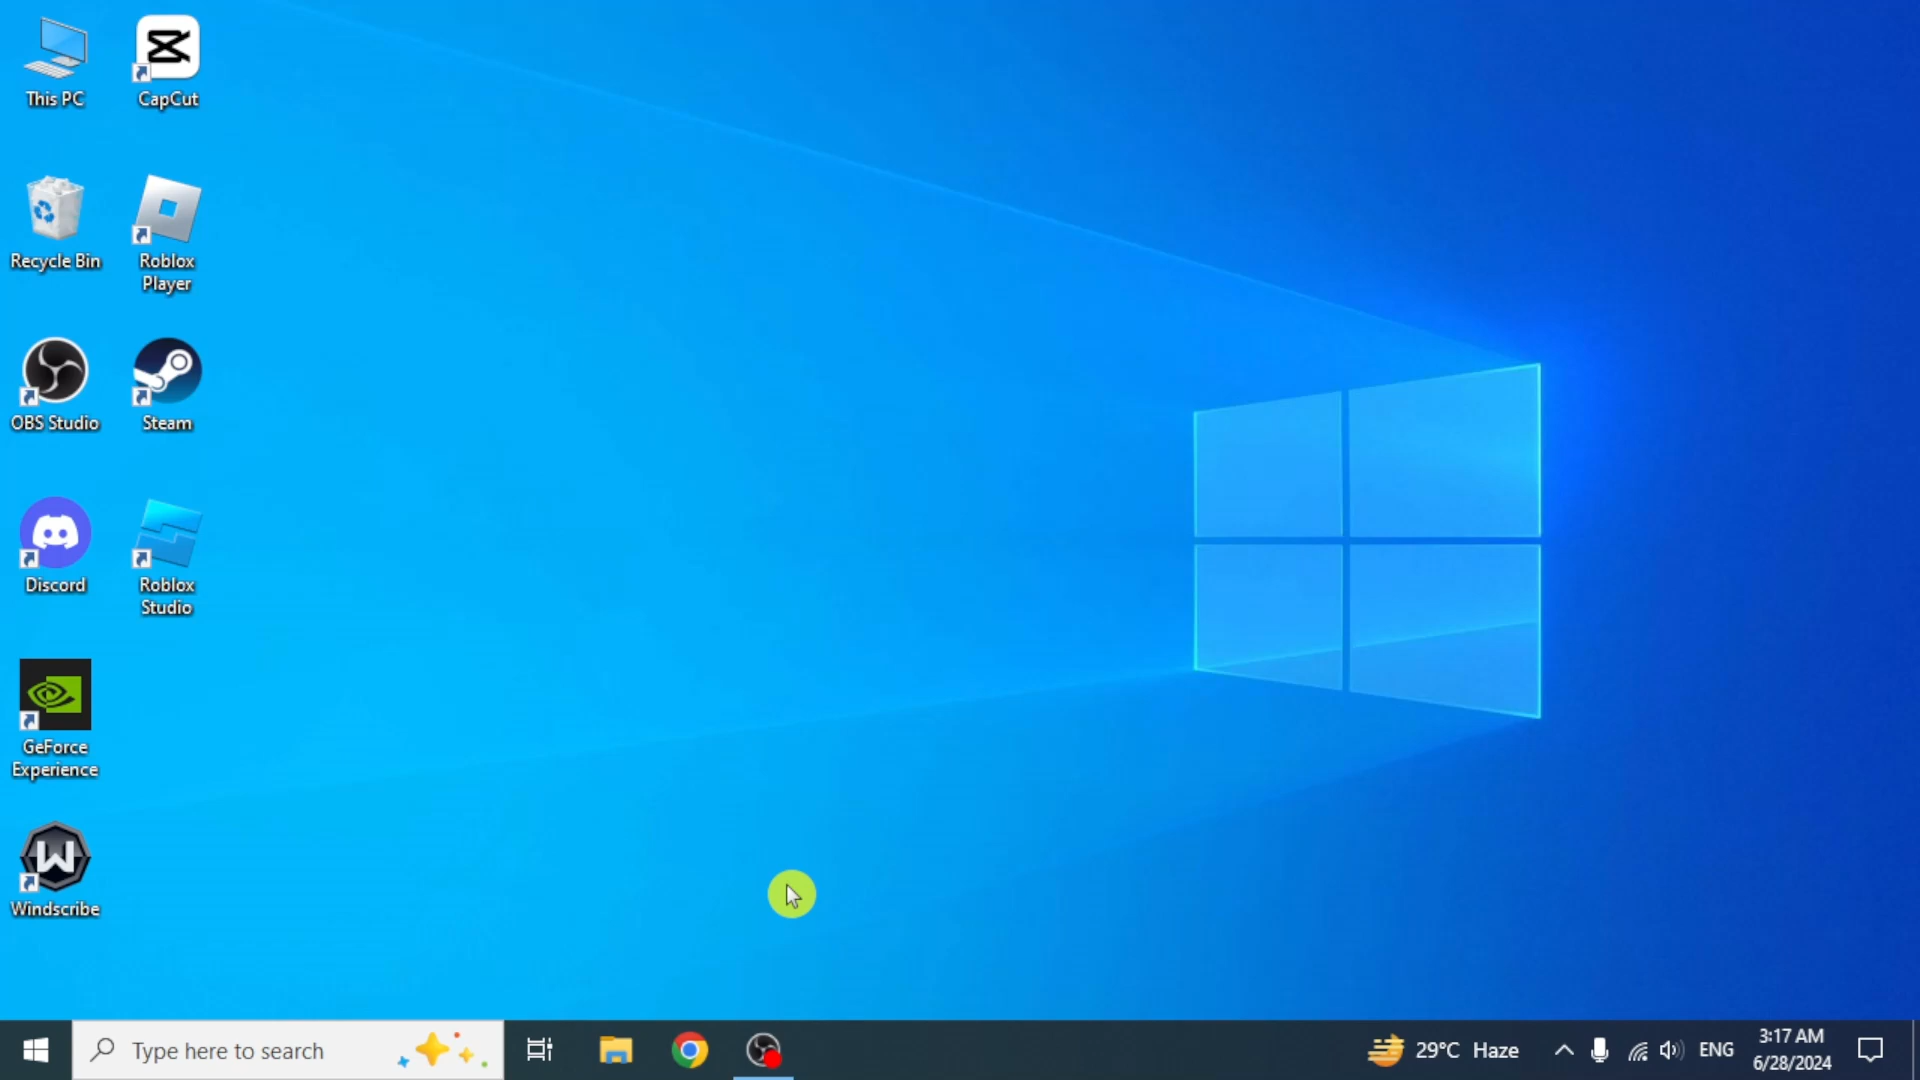 This PC
CapCut
Recycle Bin
Roblox
Player
OBS Studio
Steam
Discord
Roblox
Studio
GeForce
Experience
Windscribe
Type here to search
29°C Haze
ENG
3:17 AM
6/28/2024